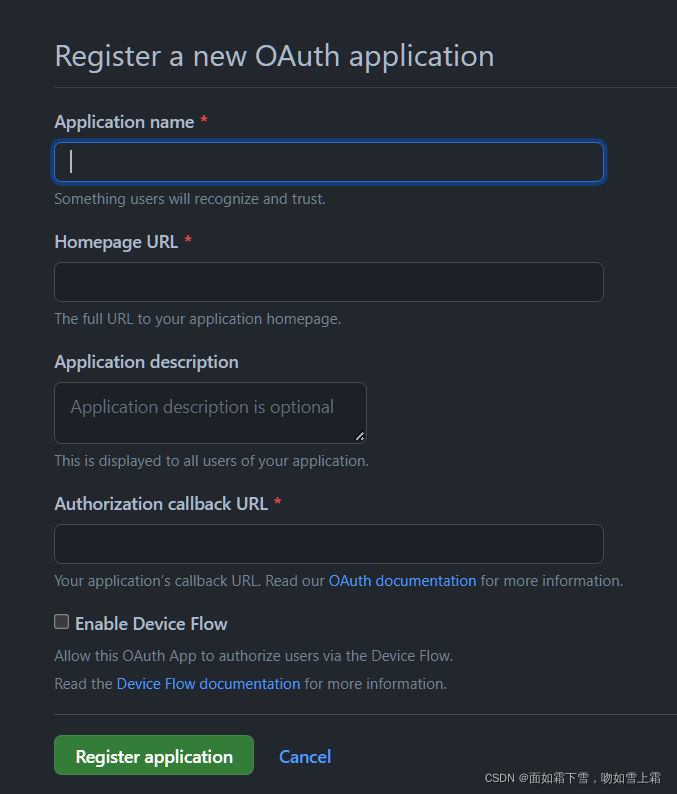 Register a new OAuth application
Application name *
Something users will recognize and trust.
Homepage URL *
The full URL to your application homepage.
Application description
Application description is optional
This is displayed to all users of your application.
Authorization callback URL *
Your application's callback URL. Read our OAuth documentation for more information.
Enable Device Flow
Allow this OAuth App to authorize users via the Device Flow.
Read the Device Flow documentation for more information.
Register application Cancel
CSDN @面如霜下雪，吻如雪上霜